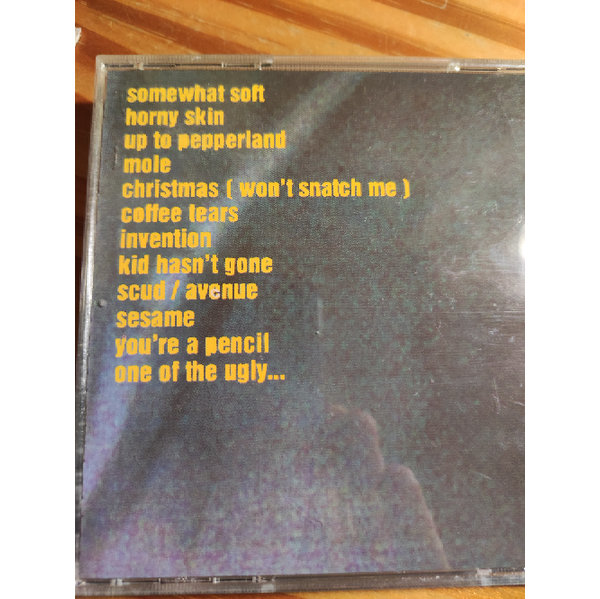 somewhat soft
horny skin
up to pepperland
mole
christmas ( won't snatch me )
coffee tears
invention
kid hasn't gone
scud / avenue
sesame
you're a pencil
one of the ugly...